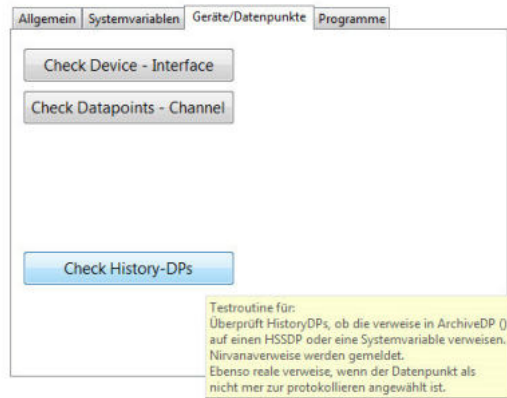 Allgemein Systemvariablen Geräte/Datenpunkte Programme
Check Device - Interface
Check Datapoints - Channel
Check History-DPs
Testroutine für:
Überprüft HistoryDPs, ob die verweise in ArchiveDP ()
auf einen HSSDP oder eine Systemvariable verweisen.
Nirvanaverweise werden gemeldet.
Ebenso reale verweise, wenn der Datenpunkt als
nicht mer zur protokollieren angewählt ist.